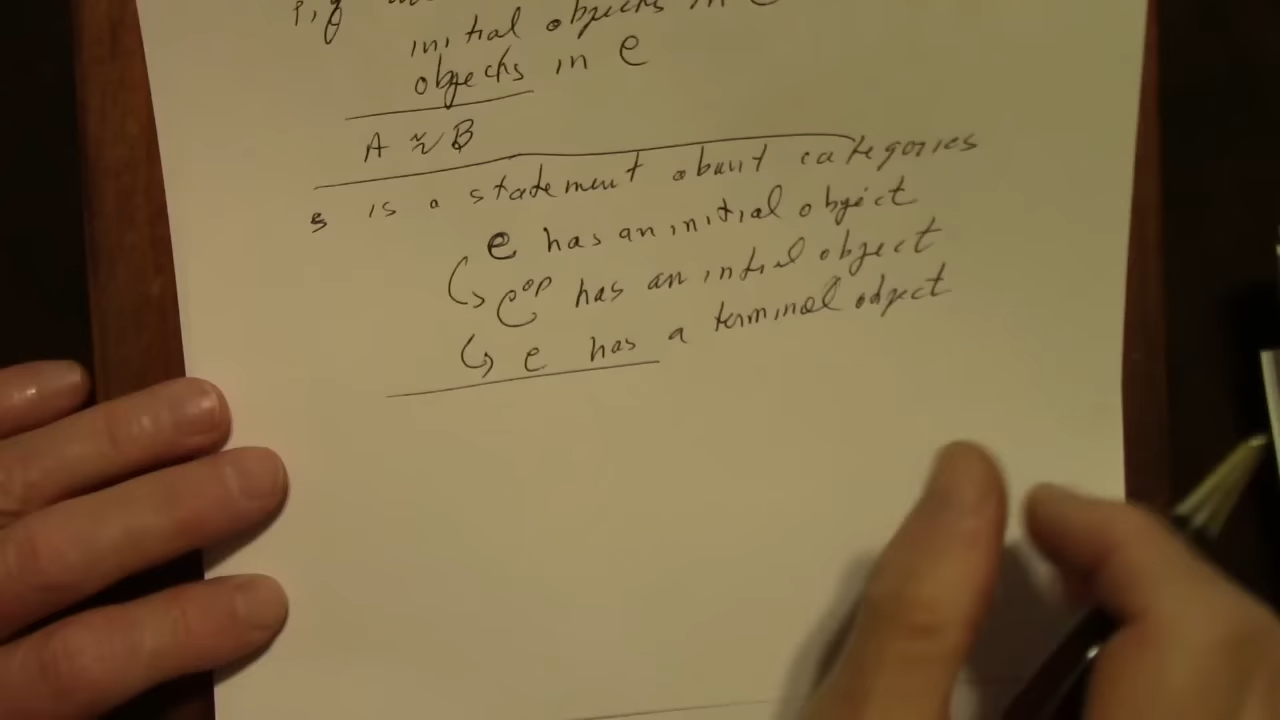 initial objects in
objects in C
A ≅ B
S is a statement about categories
C has an initial object
↳ C^op has an initial object
↳ C has a terminal object